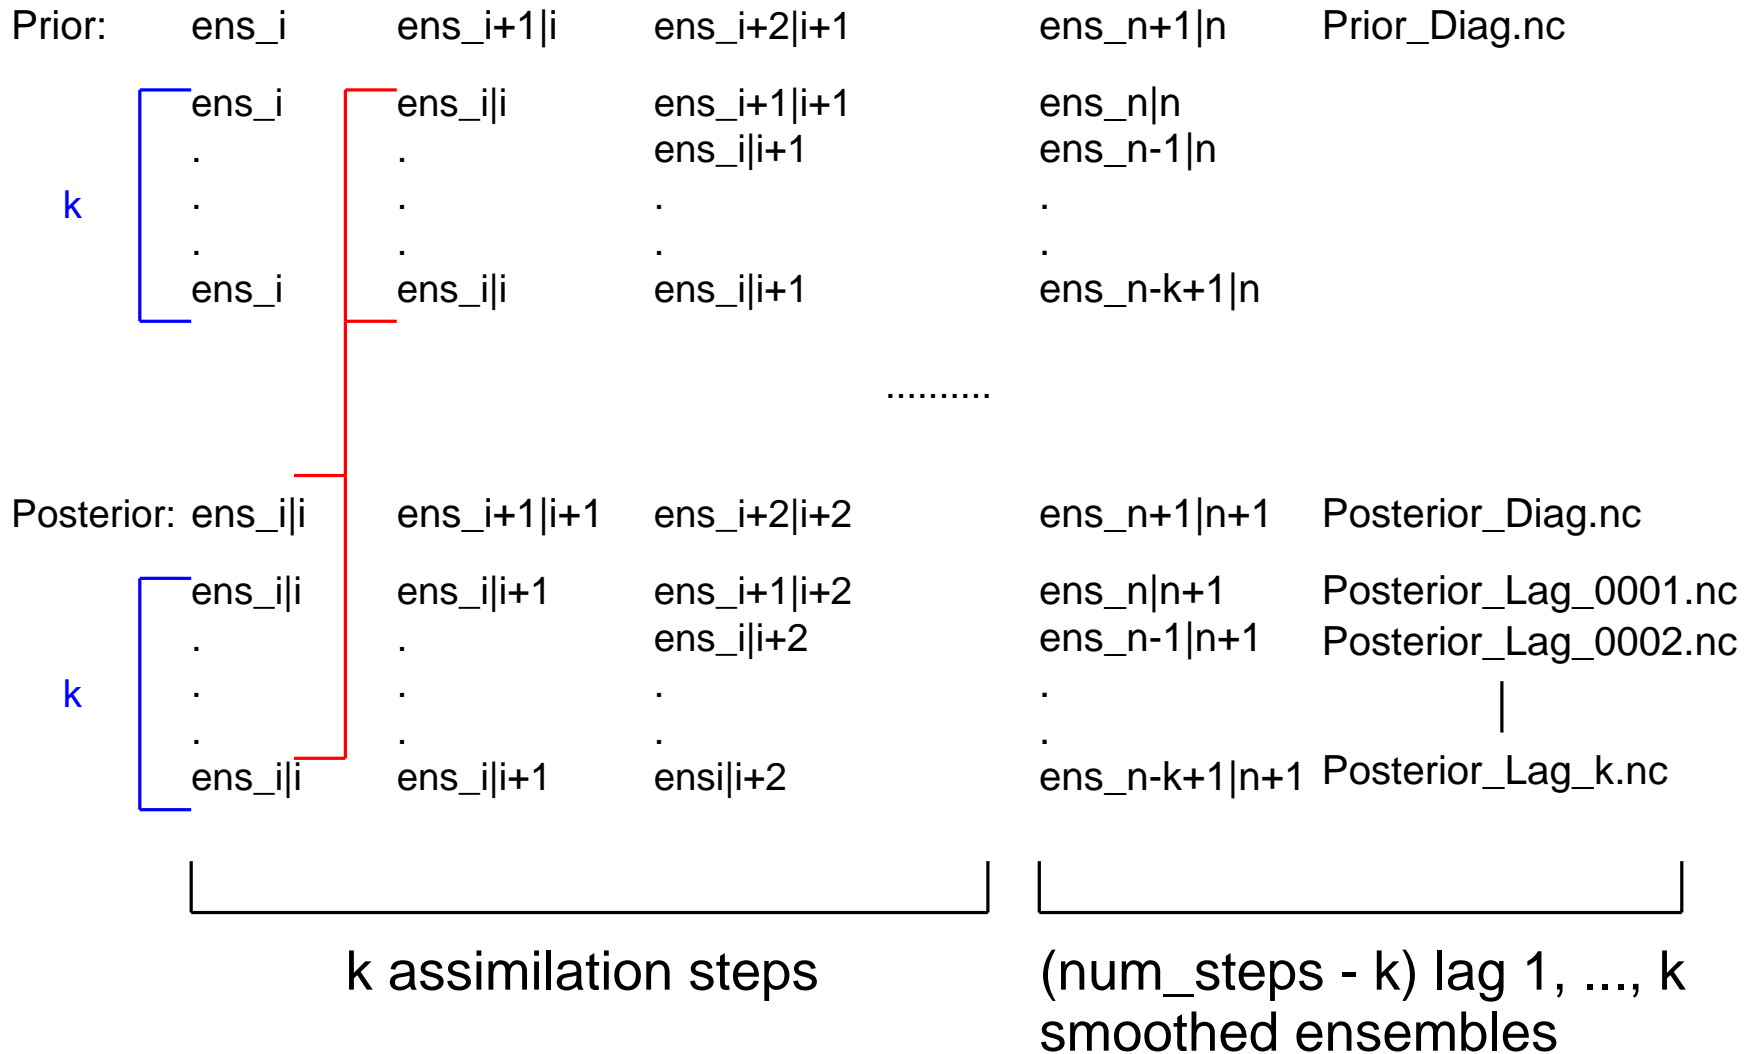 Prior: ens_i ens_i+1|i ens_i+2|i+1 ens_n+1|n Prior_Diag.nc
ens_i ens_i|i ens_i+1|i+1 ens_n|n
. . ens_i|i+1 ens_n-1|n
k . . . .
. . . .
ens_i ens_i|i ens_i|i+1 ens_n-k+1|n
..........
Posterior: ens_i|i ens_i+1|i+1 ens_i+2|i+2 ens_n+1|n+1 Posterior_Diag.nc
ens_i|i ens_i|i+1 ens_i+1|i+2 ens_n|n+1 Posterior_Lag_0001.nc
. . ens_i|i+2 ens_n-1|n+1 Posterior_Lag_0002.nc
k . . . .
. . . .
ens_i|i ens_i|i+1 ensi|i+2 ens_n-k+1|n+1 Posterior_Lag_k.nc
k assimilation steps (num_steps - k) lag 1, ..., k
smoothed ensembles